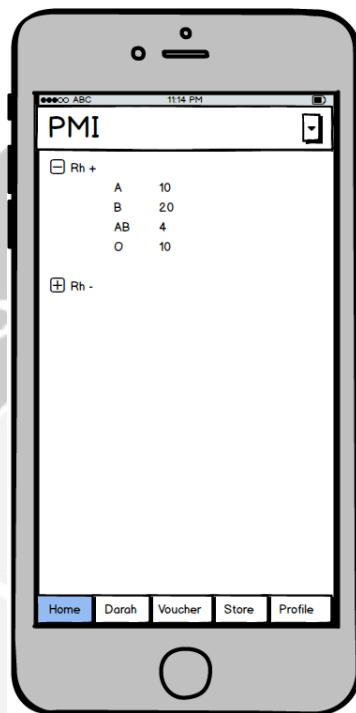 ABC 11:14 PM
PMI
Rh +
A 10
B 20
AB 4
O 10
Rh -
Home Darah Voucher Store Profile